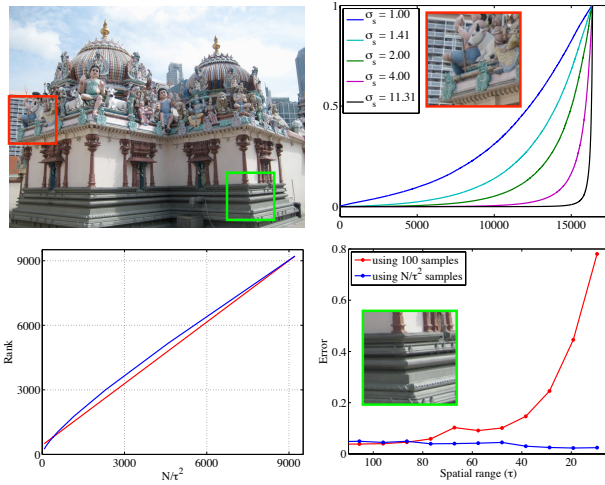 σs = 1.00
σs = 1.41
σs = 2.00
σs = 4.00
σs = 11.31
1
0.5
0
0 5000 10000 15000
9000
6000
3000
0
Rank
0 3000 6000 9000
N/τ²
using 100 samples
using N/τ² samples
0.8
0.6
0.4
0.2
0
Error
100 80 60 40 20
Spatial range (τ)